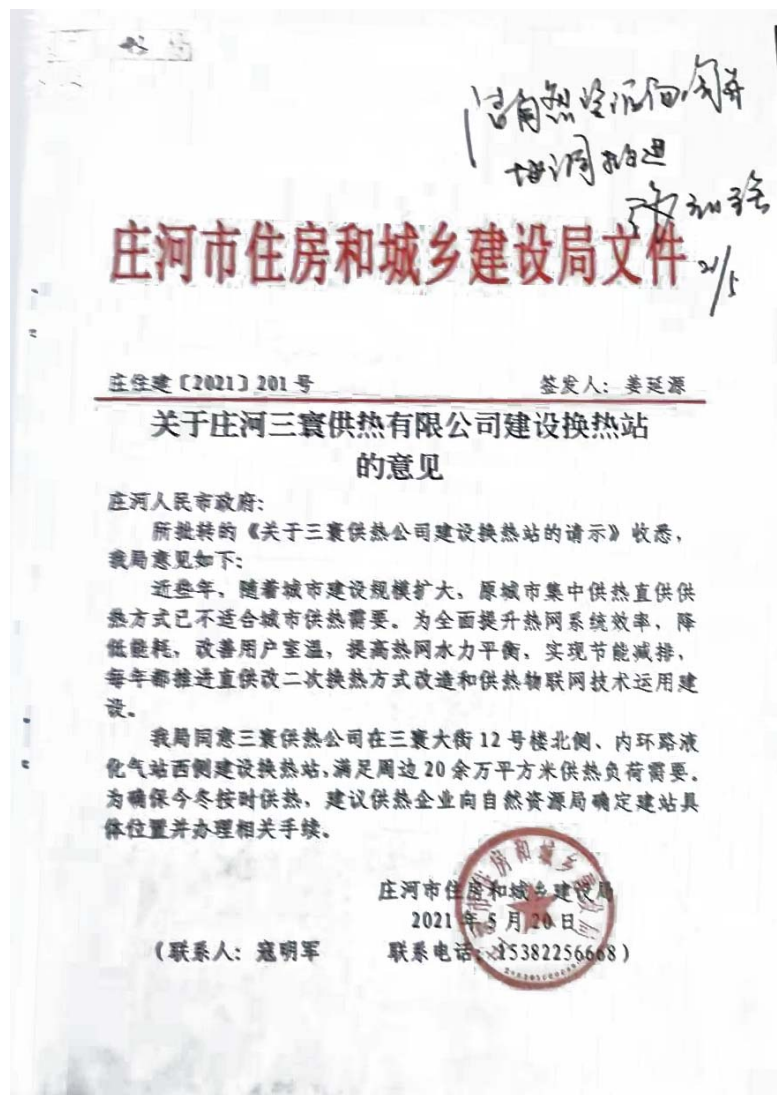 请自然资源局会并
协调推进
21/5
庄河市住房和城乡建设局文件
庄住建〔2021〕201号 签发人：姜延源
关于庄河三寰供热有限公司建设换热站
的意见
庄河人民市政府：
所批转的《关于三寰供热公司建设换热站的请示》收悉，
我局意见如下：
近些年，随着城市建设规模扩大，原城市集中供热直供供
热方式已不适合城市供热需要。为全面提升热网系统效率，降
低能耗，改善用户室温，提高热网水力平衡，实现节能减排，
每年都推进直供改二次换热方式改造和供热物联网技术运用建
设。
我局同意三寰供热公司在三寰大街12号楼北侧、内环路液
化气站西侧建设换热站，满足周边20余万平方米供热负荷需要。
为确保今冬按时供热，建议供热企业向自然资源局确定建站具
体位置并办理相关手续。
庄河市住房和城乡建设局
2021年5月20日
（联系人：寇明军 联系电话：15382256668）